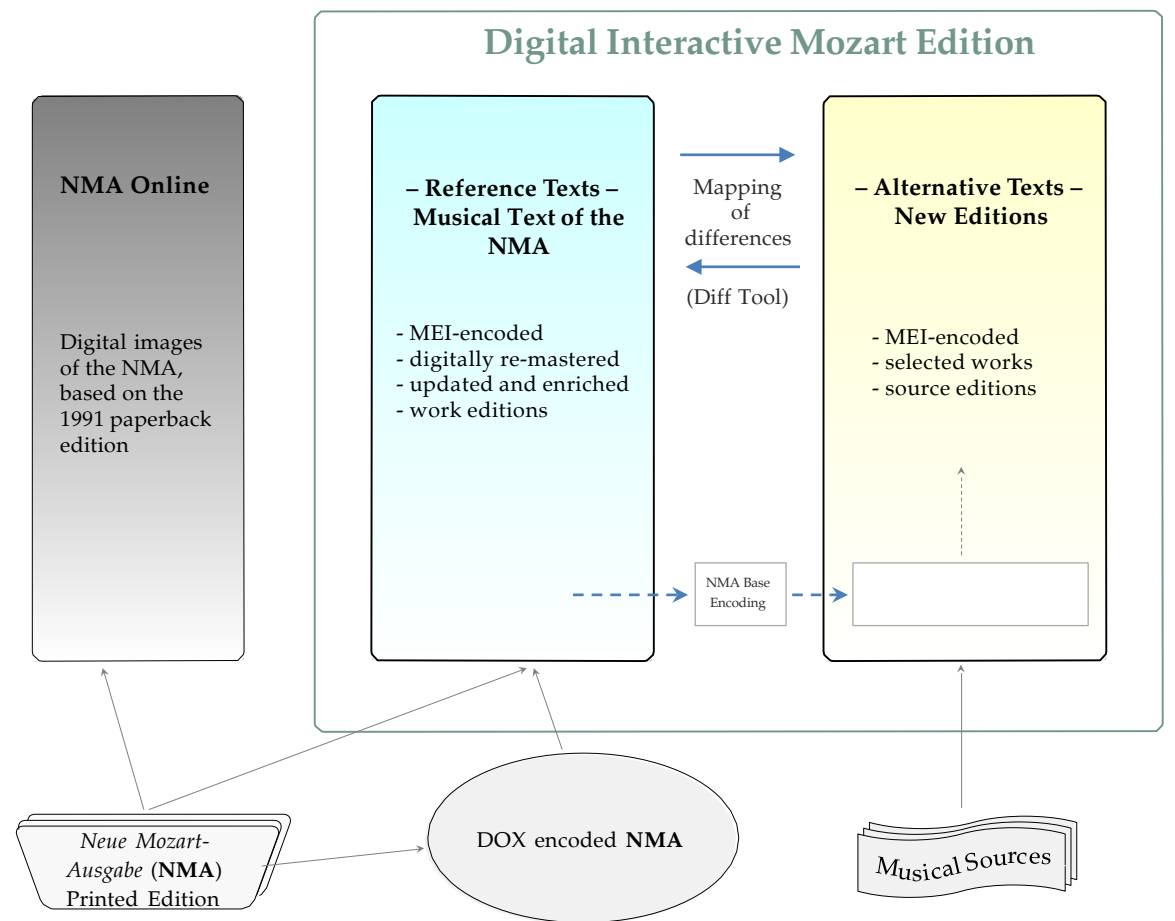 Digital Interactive Mozart Edition
NMA Online
Digital images
of the NMA,
based on the
1991 paperback
edition
– Reference Texts –
Musical Text of the
NMA
- MEI-encoded
- digitally re-mastered
- updated and enriched
- work editions
Mapping
of
differences
(Diff Tool)
– Alternative Texts –
New Editions
- MEI-encoded
- selected works
- source editions
NMA Base
Encoding
Neue Mozart-
Ausgabe (NMA)
Printed Edition
DOX encoded NMA
Musical Sources